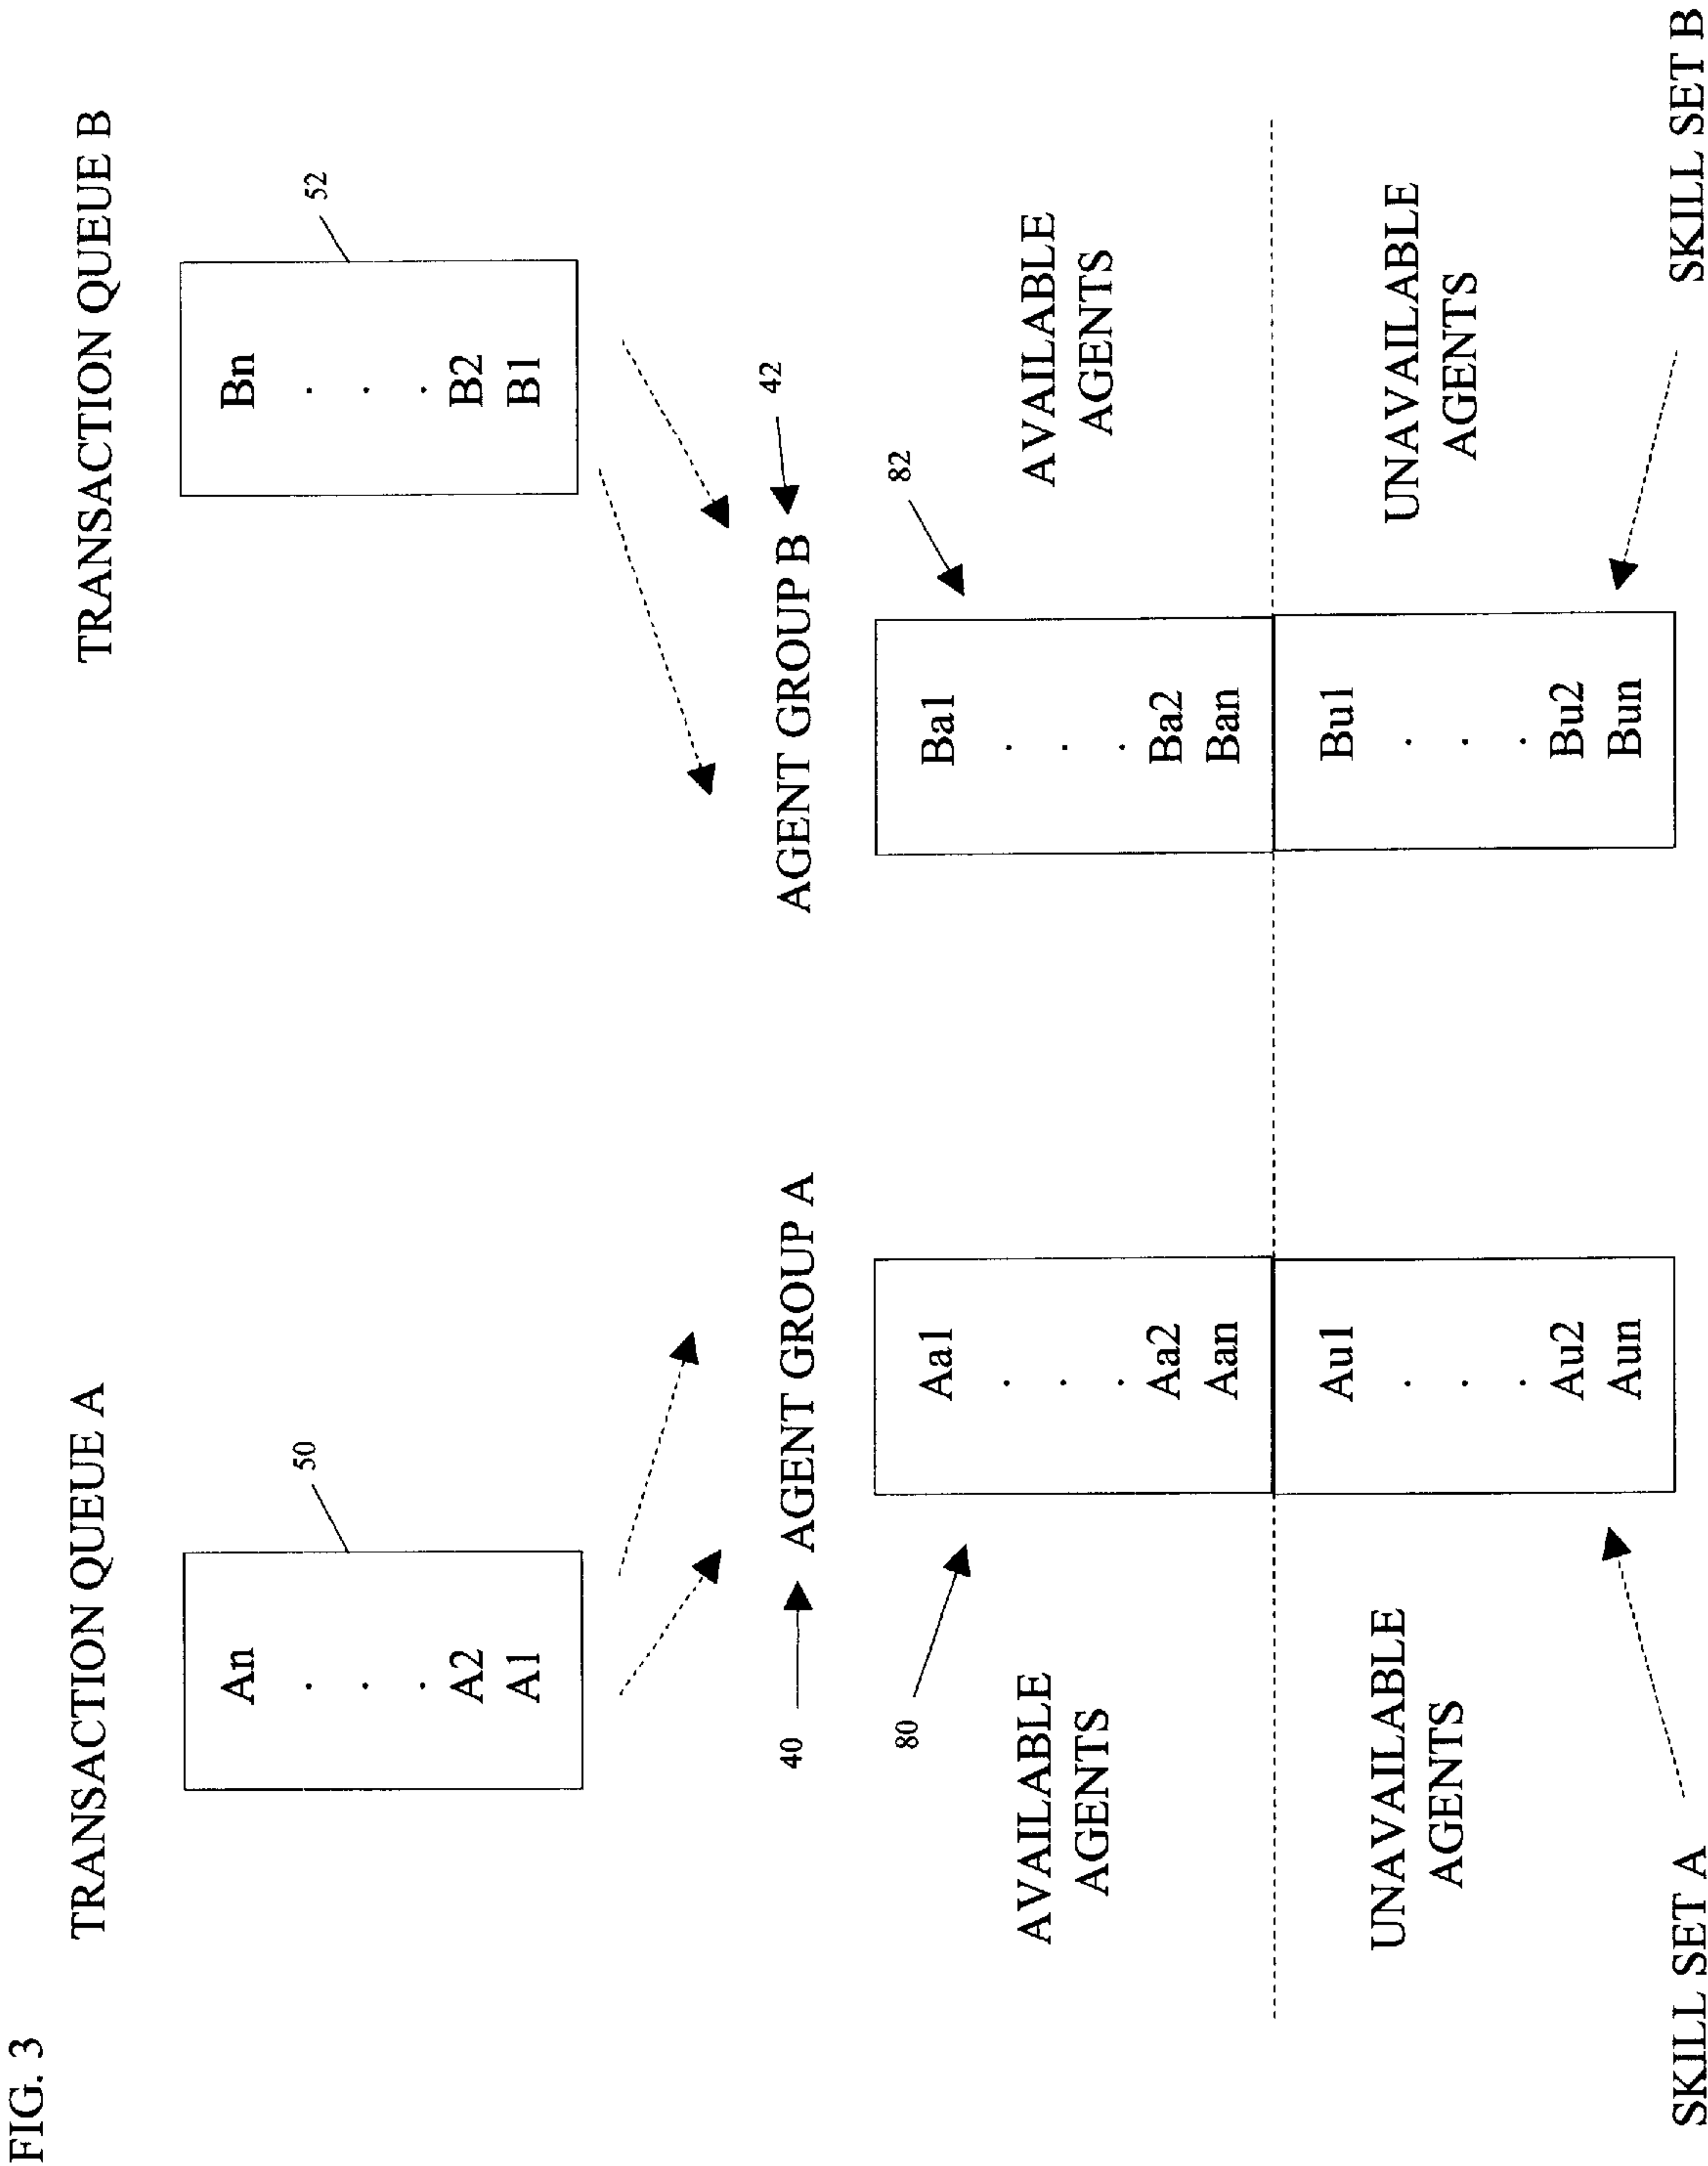 FIG. 3
TRANSACTION QUEUE A
An
.
.
.
A2
A1
50
40
AGENT GROUP A
80
AVAILABLE
AGENTS
Aa1
.
.
.
Aa2
Aan
UNAVAILABLE
AGENTS
Au1
.
.
.
Au2
Aun
SKILL SET A
TRANSACTION QUEUE B
Bn
.
.
.
B2
B1
52
AGENT GROUP B
42
82
Ba1
.
.
.
Ba2
Ban
AVAILABLE
AGENTS
Bu1
.
.
.
Bu2
Bun
UNAVAILABLE
AGENTS
SKILL SET B